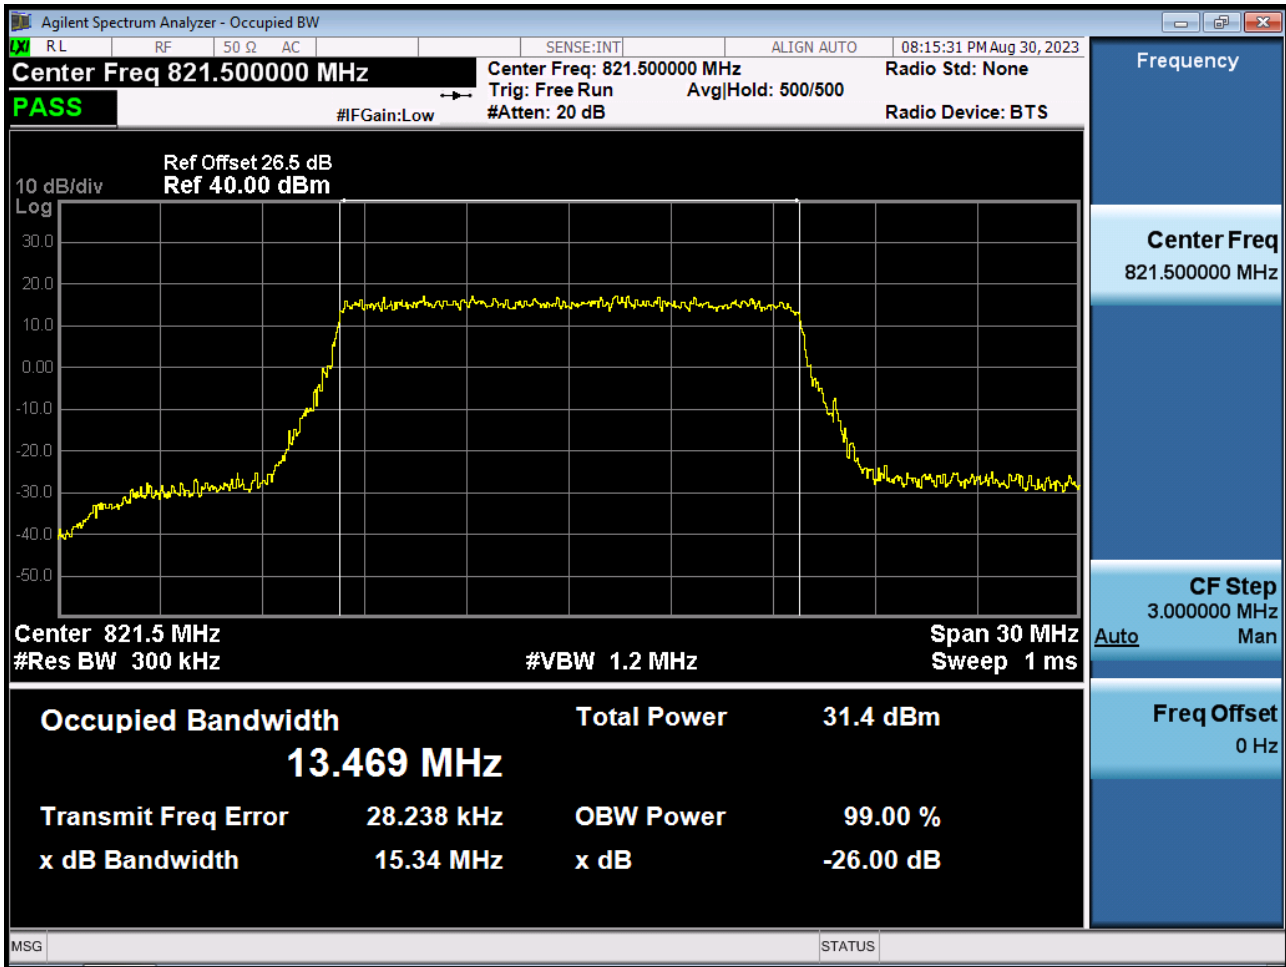 Agilent Spectrum Analyzer - Occupied BW
LXI RL RF 50 Ω AC SENSE:INT ALIGN AUTO 08:15:31 PM Aug 30, 2023
Center Freq 821.500000 MHz
Center Freq: 821.500000 MHz
Radio Std: None
Trig: Free Run
Avg|Hold: 500/500
PASS
#IFGain:Low
#Atten: 20 dB
Radio Device: BTS
Frequency
Ref Offset 26.5 dB
10 dB/div
Ref 40.00 dBm
Log
30.0
20.0
10.0
0.00
-10.0
-20.0
-30.0
-40.0
-50.0
Center 821.5 MHz
Span 30 MHz
#Res BW 300 kHz
#VBW 1.2 MHz
Sweep 1 ms
Center Freq
821.500000 MHz
CF Step
3.000000 MHz
Auto Man
Freq Offset
0 Hz
Occupied Bandwidth
13.469 MHz
Total Power 31.4 dBm
Transmit Freq Error 28.238 kHz
OBW Power 99.00 %
x dB Bandwidth 15.34 MHz
x dB -26.00 dB
MSG
STATUS